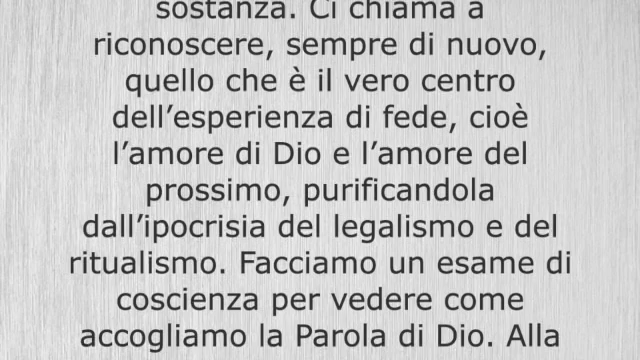 sostanza. Ci chiama a
riconoscere, sempre di nuovo,
quello che è il vero centro
dell’esperienza di fede, cioè
l’amore di Dio e l’amore del
prossimo, purificandola
dall’ipocrisia del legalismo e del
ritualismo. Facciamo un esame di
coscienza per vedere come
accogliamo la Parola di Dio. Alla